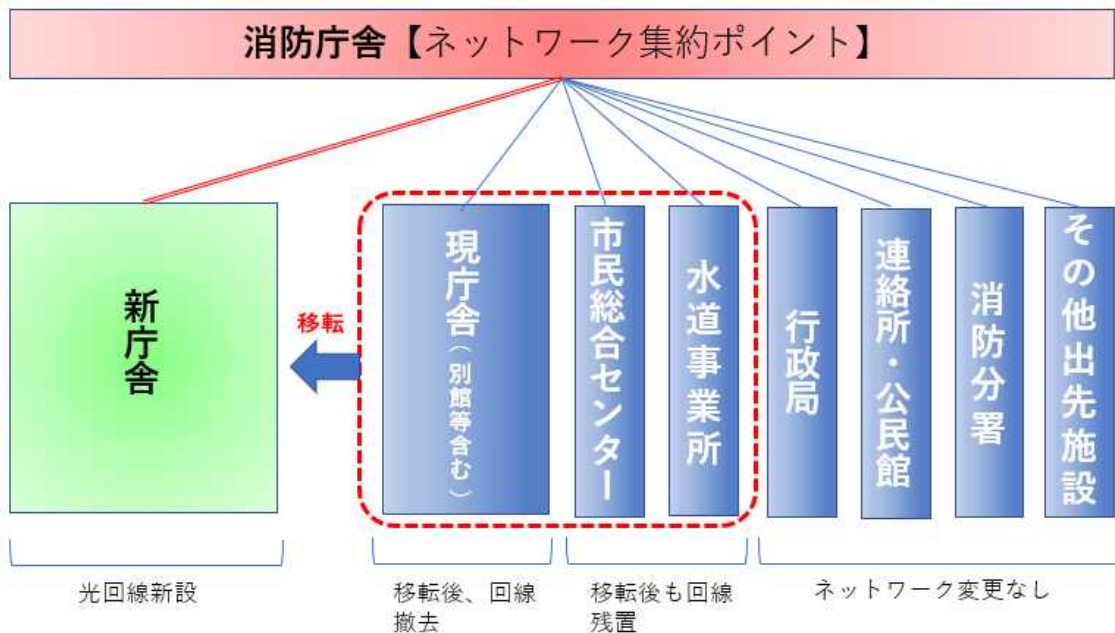 消防庁舎【ネットワーク集約ポイント】
新庁舎
移転
現庁舎（別館等含む）
市民総合センター
水道事業所
行政局
連絡所・公民館
消防分署
その他出先施設
光回線新設
移転後、回線
撤去
移転後も回線
残置
ネットワーク変更なし